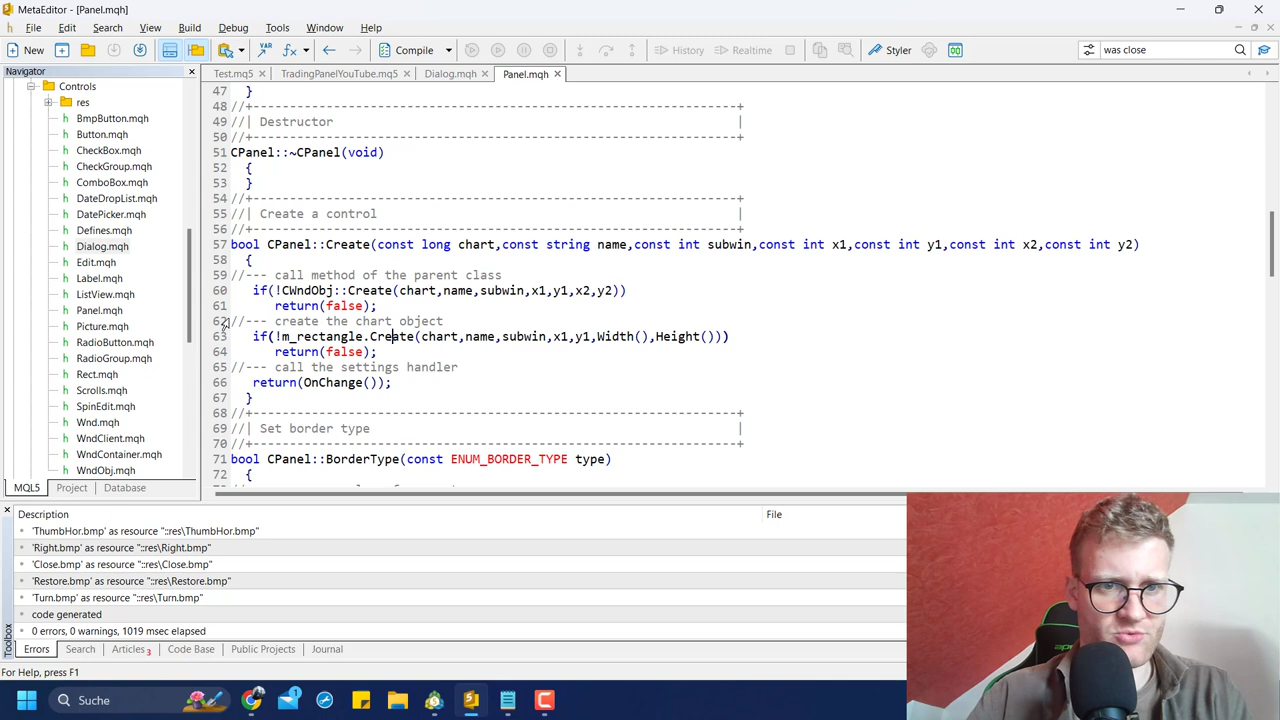 MetaEditor - [Panel.mqh]
File Edit Search View Build Debug Tools Window Help
New Compile History Realtime Styler was close
Navigator
Test.mq5 TradingPanelYouTube.mq5 Dialog.mqh Panel.mqh
Controls
res
BmpButton.mqh
Button.mqh
CheckBox.mqh
CheckGroup.mqh
ComboBox.mqh
DateDropList.mqh
DatePicker.mqh
Defines.mqh
Dialog.mqh
Edit.mqh
Label.mqh
ListView.mqh
Panel.mqh
Picture.mqh
RadioButton.mqh
RadioGroup.mqh
Rect.mqh
Scrolls.mqh
SpinEdit.mqh
Wnd.mqh
WndClient.mqh
WndContainer.mqh
WndObj.mqh
MQL5 Project Database
47 }
48 //+------------------------------------------------------------------+
49 //| Destructor |
50 //+------------------------------------------------------------------+
51 CPanel::~CPanel(void)
52 {
53 }
54 //+------------------------------------------------------------------+
55 //| Create a control |
56 //+------------------------------------------------------------------+
57 bool CPanel::Create(const long chart,const string name,const int subwin,const int x1,const int y1,const int x2,const int y2)
58 {
59 //--- call method of the parent class
60 if(!CWndObj::Create(chart,name,subwin,x1,y1,x2,y2))
61 return(false);
62 //--- create the chart object
63 if(!m_rectangle.Create(chart,name,subwin,x1,y1,Width(),Height()))
64 return(false);
65 //--- call the settings handler
66 return(OnChange());
67 }
68 //+------------------------------------------------------------------+
69 //| Set border type |
70 //+------------------------------------------------------------------+
71 bool CPanel::BorderType(const ENUM_BORDER_TYPE type)
72 {
Description File
'ThumbHor.bmp' as resource "::res\ThumbHor.bmp"
'Right.bmp' as resource "::res\Right.bmp"
'Close.bmp' as resource "::res\Close.bmp"
'Restore.bmp' as resource "::res\Restore.bmp"
'Turn.bmp' as resource "::res\Turn.bmp"
code generated
0 errors, 0 warnings, 1019 msec elapsed
Toolbox
Errors Search Articles 3 Code Base Public Projects Journal
For Help, press F1
Suche